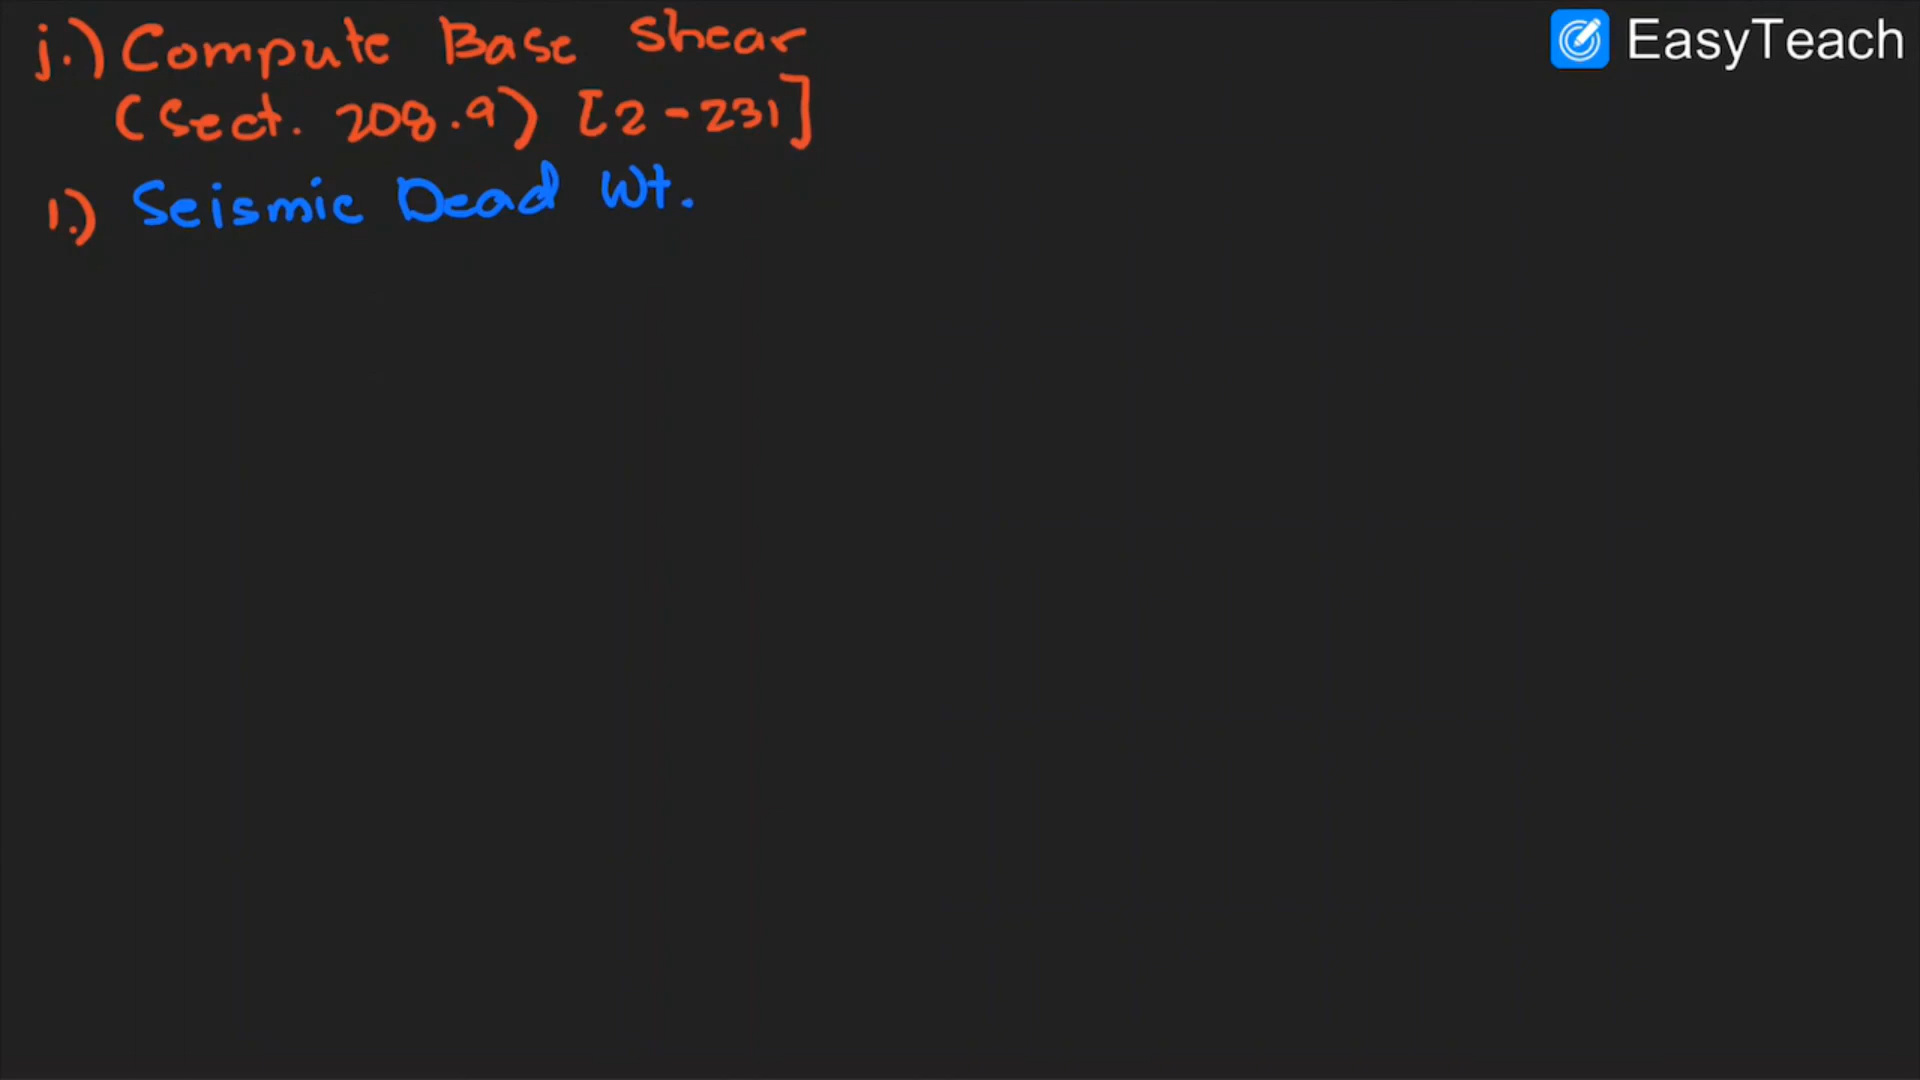 j.) Compute Base Shear
(Sect. 208.9) [2-231]
1.) Seismic Dead Wt.
EasyTeach